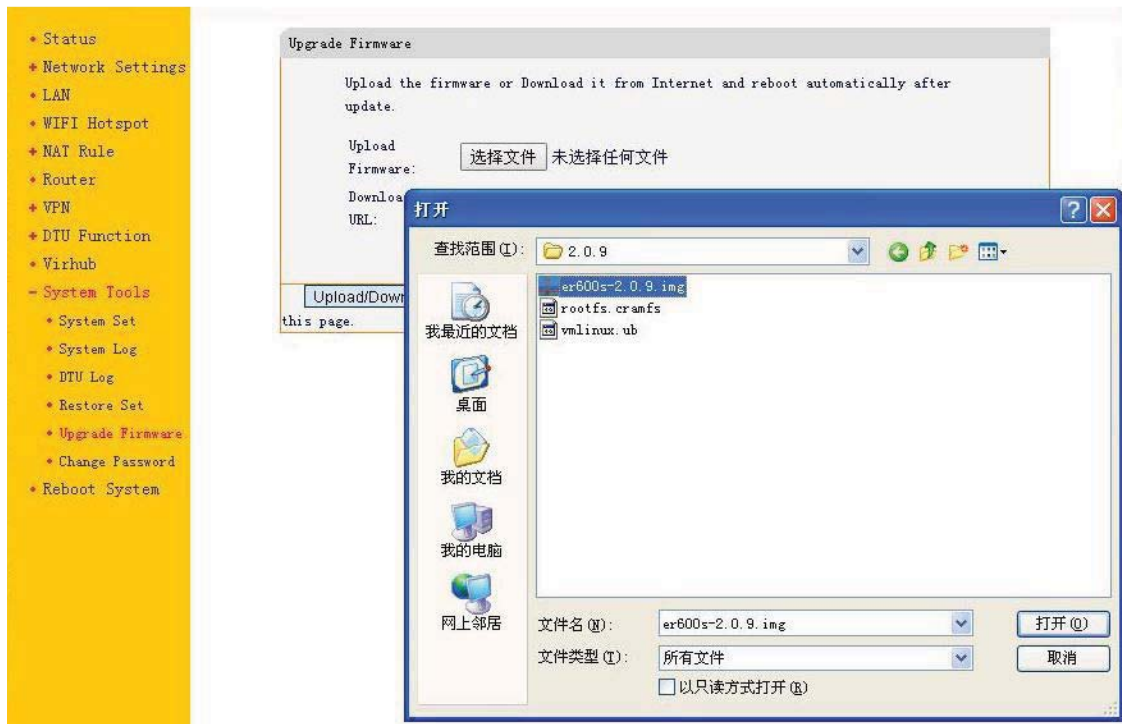 Status
Network Settings
LAN
WIFI Hotspot
NAT Rule
Router
VPN
DTU Function
Virhub
System Tools
System Set
System Log
DTU Log
Restore Set
Upgrade Firmware
Change Password
Reboot System
Upgrade Firmware
Upload the firmware or Download it from Internet and reboot automatically after
update.
Upload
Firmware:
选择文件 未选择任何文件
Downloa
URL:
Upload/Down
this page.
打开
查找范围(I):
2.0.9
我最近的文档
桌面
我的文档
我的电脑
网上邻居
er600s-2.0.9.img
rootfs.cramfs
vmlinux.ub
文件名(N):
er600s-2.0.9.img
打开(O)
文件类型(T):
所有文件
取消
以只读方式打开(R)